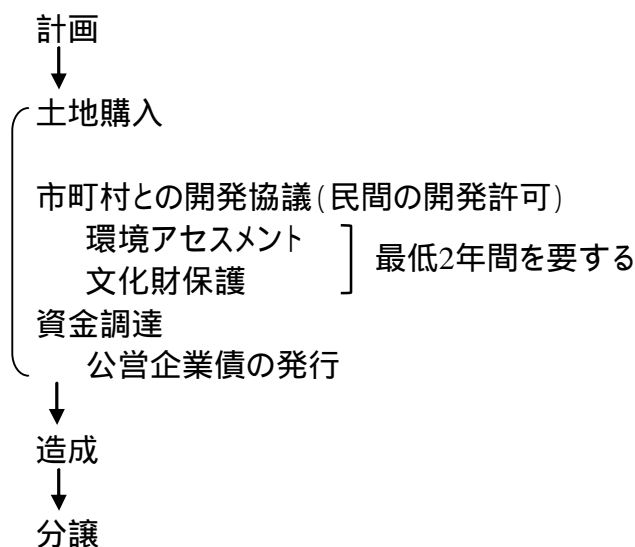 計画
土地購入
市町村との開発協議(民間の開発許可)
環境アセスメント
文化財保護
最低2年間を要する
資金調達
公営企業債の発行
造成
分譲